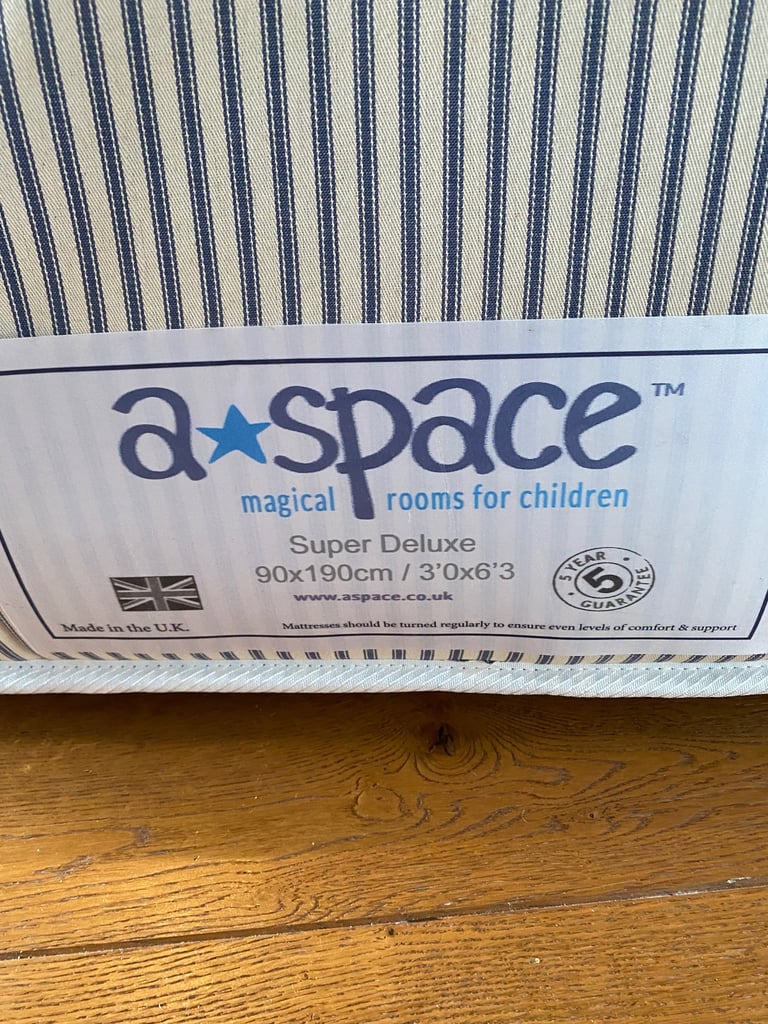 a★space™
magical rooms for children
Super Deluxe
90x190cm / 3'0x6'3
www.aspace.co.uk
5 YEAR
5
GUARANTEE
Made in the U.K.
Mattresses should be turned regularly to ensure even levels of comfort & support